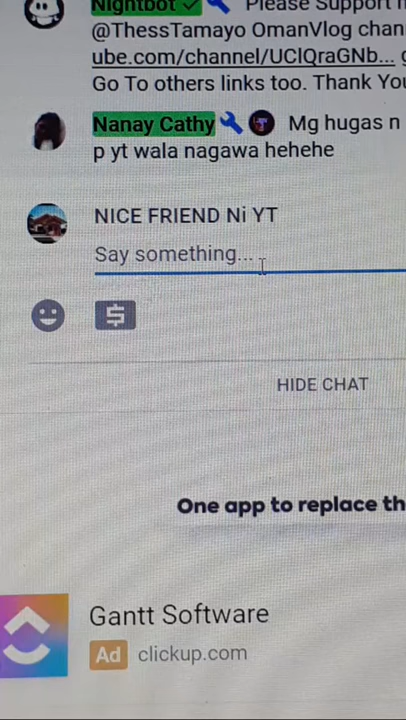 Nightbot Please Support
@ThessTamayo OmanVlog chan
ube.com/channel/UClQraGNb...
Go To others links too. Thank You
Nanay Cathy Mg hugas n
p yt wala nagawa hehehe
NICE FRIEND Ni YT
Say something...
HIDE CHAT
One app to replace th
Gantt Software
Ad clickup.com